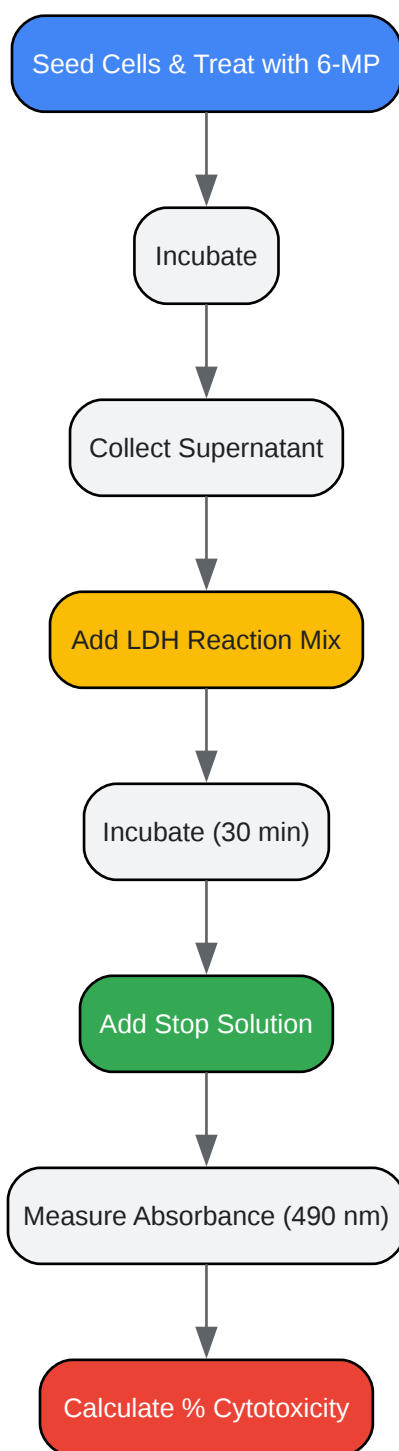 Seed Cells & Treat with 6-MP
Incubate
Collect Supernatant
Add LDH Reaction Mix
Incubate (30 min)
Add Stop Solution
Measure Absorbance (490 nm)
Calculate % Cytotoxicity